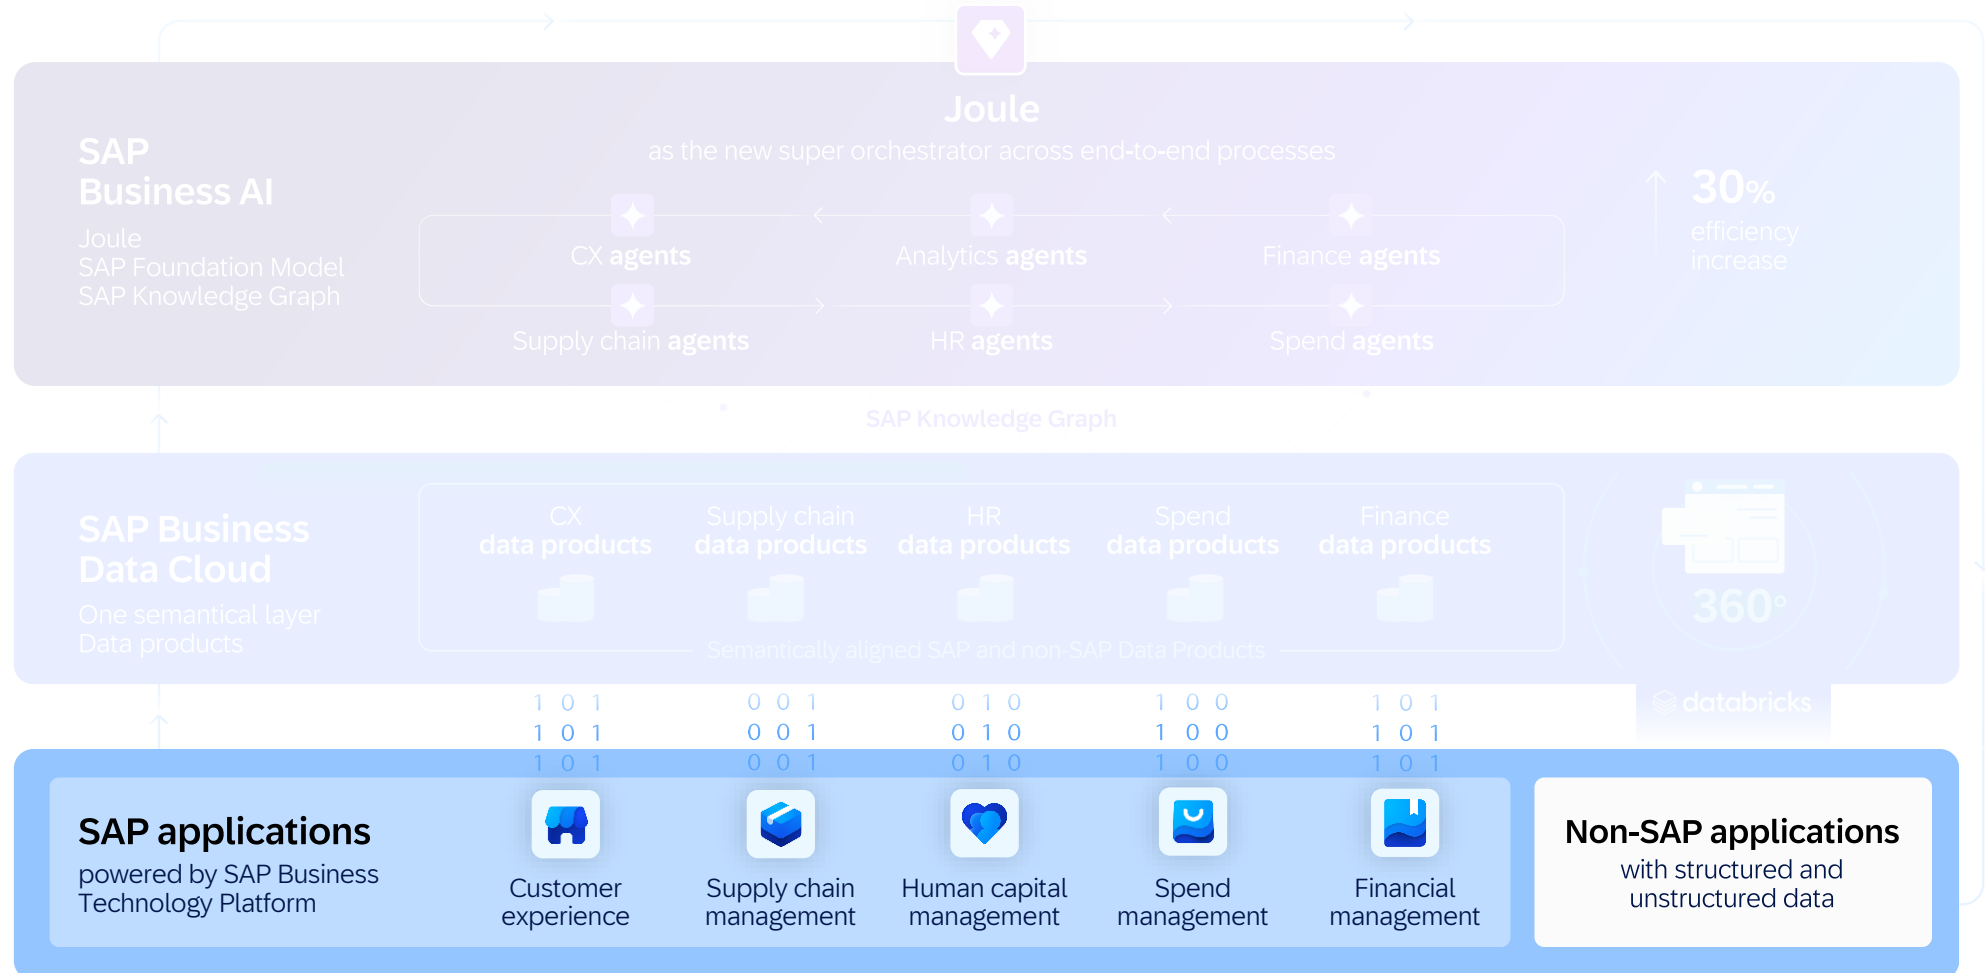 Joule
as the new super orchestrator across end-to-end processes
SAP
Business AI
Joule
SAP Foundation Model
SAP Knowledge Graph
CX agents
Analytics agents
Finance agents
Supply chain agents
HR agents
Spend agents
30%
efficiency
increase
SAP Knowledge Graph
SAP Business
Data Cloud
One semantical layer
Data products
CX
data products
Supply chain
data products
HR
data products
Spend
data products
Finance
data products
Semantically aligned SAP and non-SAP Data Products
360°
databricks
1 0 1 0 0 1 0 1 0 1 0 0 1 0 1
1 0 1 0 0 1 0 1 0 1 0 0 1 0 1
1 0 1 0 0 1 0 1 0 1 0 0 1 0 1
SAP applications
powered by SAP Business
Technology Platform
Customer
experience
Supply chain
management
Human capital
management
Spend
management
Financial
management
Non-SAP applications
with structured and
unstructured data